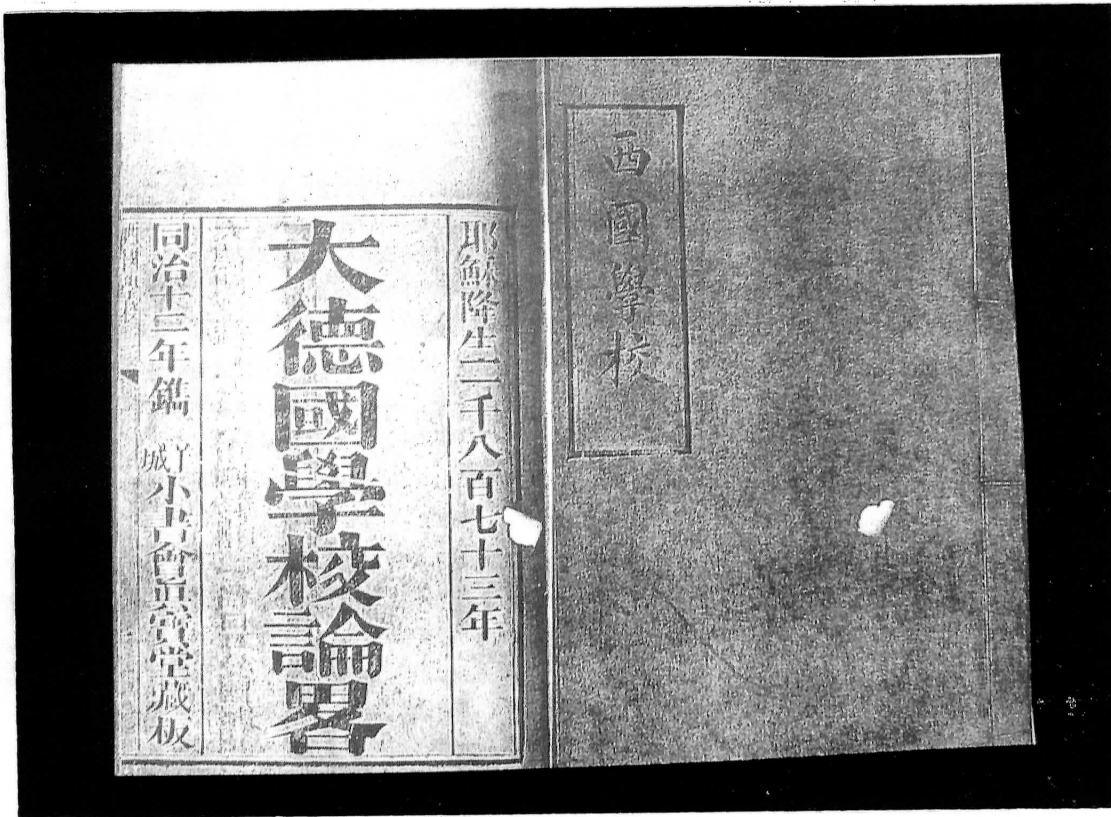 西國學校
耶穌降生一千八百七十三年
大德國學校論畧
同治十二年鐫 羊城小書會真寶堂藏板